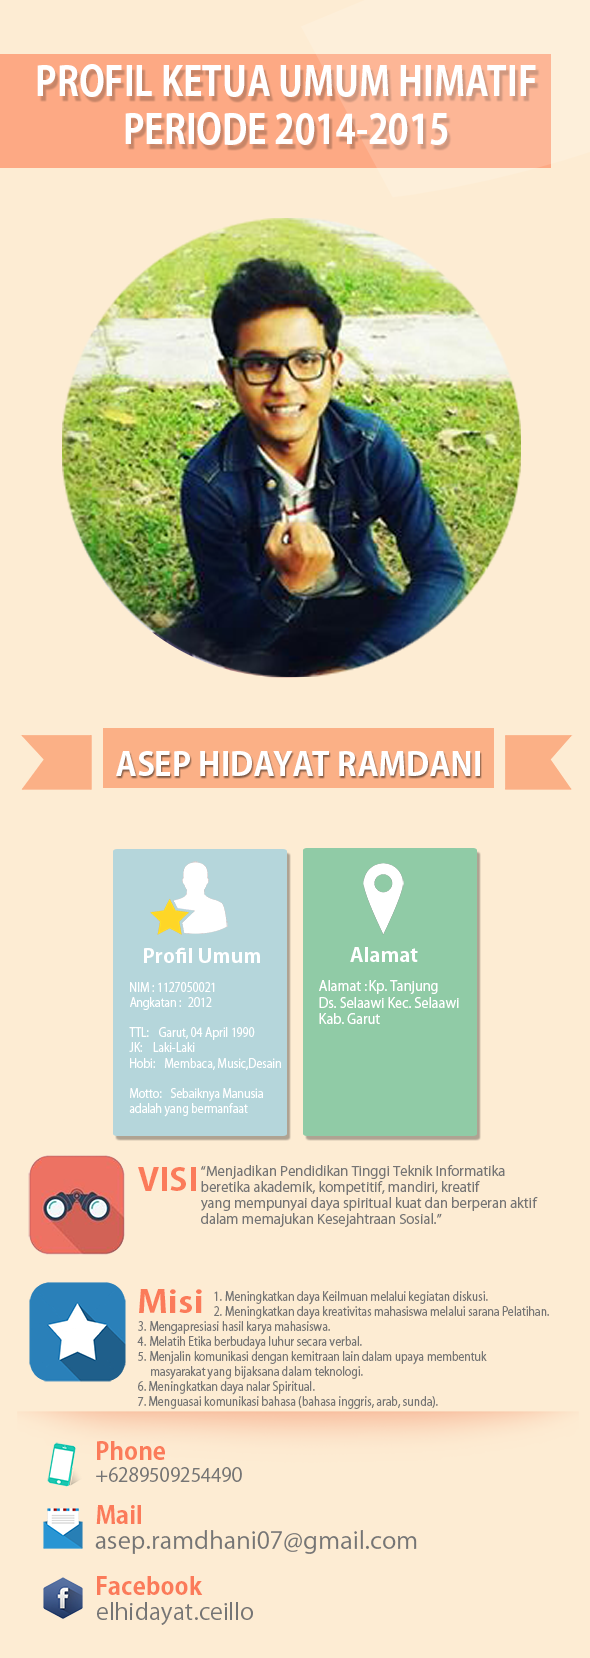 PROFIL KETUA UMUM HIMATIF
PERIODE 2014-2015
ASEP HIDAYAT RAMDANI
Profil Umum
NIM : 1127050021
Angkatan : 2012
TTL: Garut, 04 April 1990
JK: Laki-Laki
Hobi: Membaca, Music,Desain
Motto: Sebaiknya Manusia
adalah yang bermanfaat
Alamat
Alamat :Kp. Tanjung
Ds. Selaawi Kec. Selaawi
Kab. Garut
VISI
“Menjadikan Pendidikan Tinggi Teknik Informatika
beretika akademik, kompetitif, mandiri, kreatif
yang mempunyai daya spiritual kuat dan berperan aktif
dalam memajukan Kesejahtraan Sosial.”
Misi
1. Meningkatkan daya Keilmuan melalui kegiatan diskusi.
2. Meningkatkan daya kreativitas mahasiswa melalui sarana Pelatihan.
3. Mengapresiasi hasil karya mahasiswa.
4. Melatih Etika berbudaya luhur secara verbal.
5. Menjalin komunikasi dengan kemitraan lain dalam upaya membentuk
masyarakat yang bijaksana dalam teknologi.
6. Meningkatkan daya nalar Spiritual.
7. Menguasai komunikasi bahasa (bahasa inggris, arab, sunda).
Phone
+6289509254490
Mail
asep.ramdhani07@gmail.com
Facebook
elhidayat.ceillo